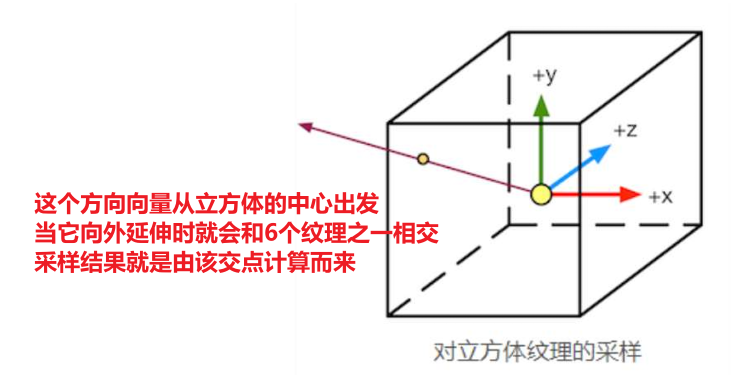 +y
+z
+x
这个方向向量从立方体的中心出发
当它向外延伸时就会和6个纹理之一相交
采样结果就是由该交点计算而来
对立方体纹理的采样